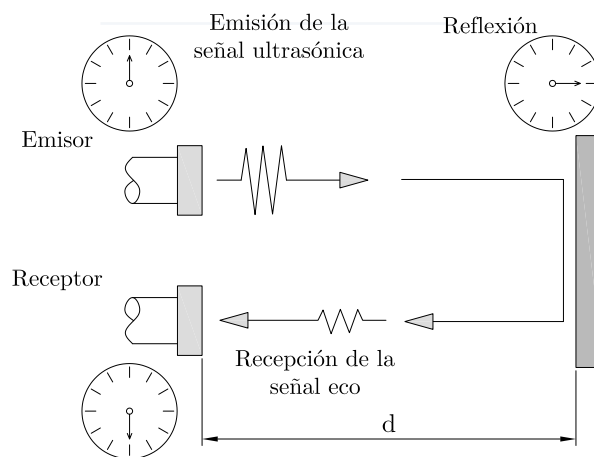 Emisión de la
señal ultrasónica
Reflexión
Emisor
Receptor
Recepción de la
señal eco
d